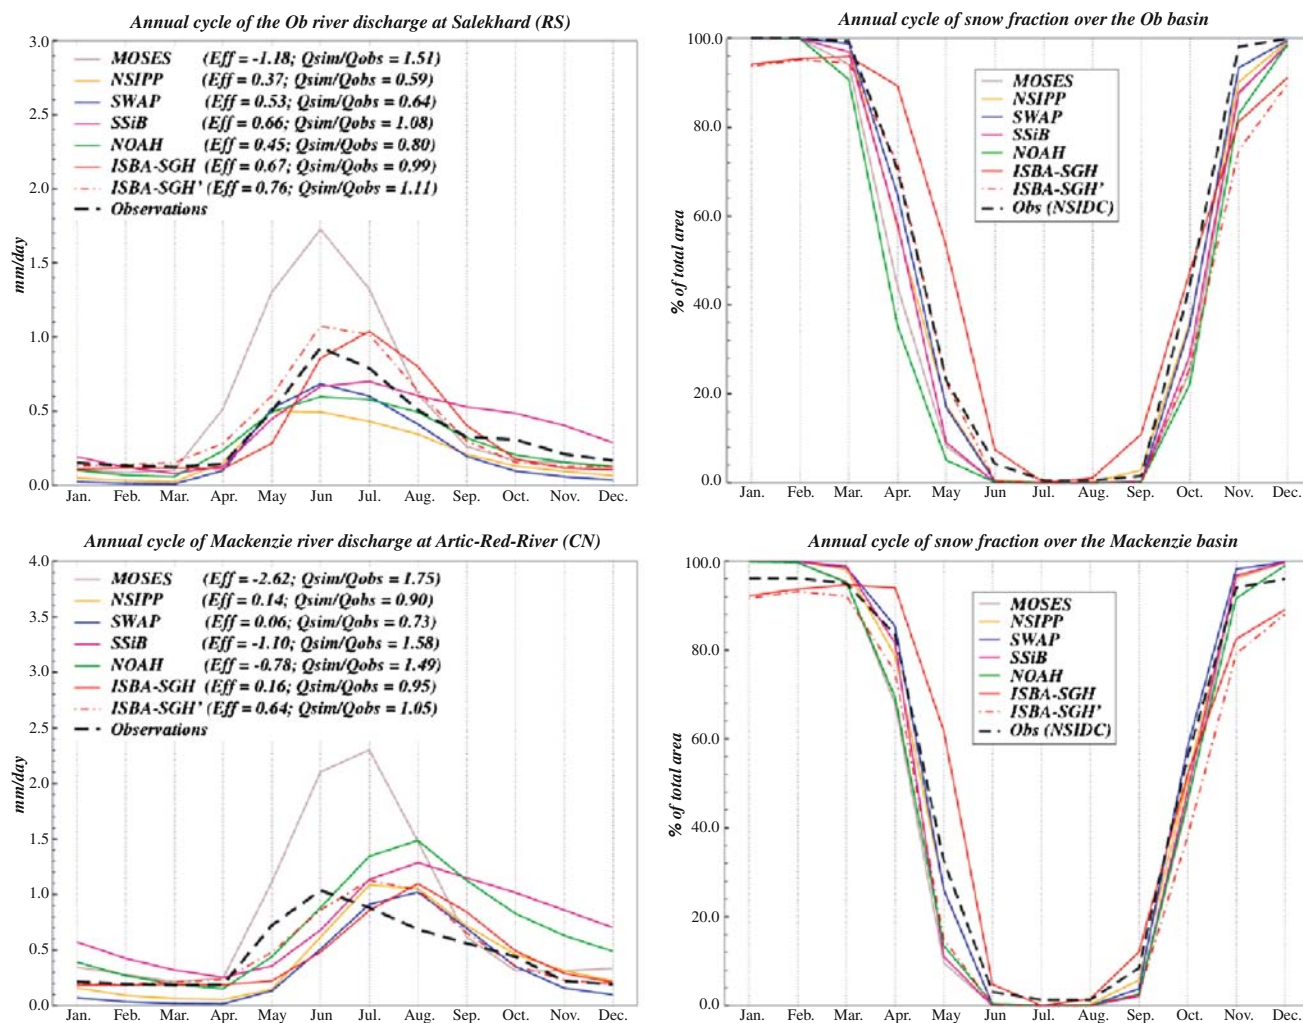 Annual cycle of the Ob river discharge at Salekhard (RS)
3.0
2.5
2.0
1.5
1.0
0.5
0.0
mm/day
MOSES (Eff = -1.18; Qsim/Qobs = 1.51)
NSIPP (Eff = 0.37; Qsim/Qobs = 0.59)
SWAP (Eff = 0.53; Qsim/Qobs = 0.64)
SSiB (Eff = 0.66; Qsim/Qobs = 1.08)
NOAH (Eff = 0.45; Qsim/Qobs = 0.80)
ISBA-SGH (Eff = 0.67; Qsim/Qobs = 0.99)
ISBA-SGH' (Eff = 0.76; Qsim/Qobs = 1.11)
Observations
Jan. Feb. Mar. Apr. May Jun Jul. Aug. Sep. Oct. Nov. Dec.
Annual cycle of snow fraction over the Ob basin
100.0
80.0
60.0
40.0
20.0
0.0
% of total area
MOSES
NSIPP
SWAP
SSiB
NOAH
ISBA-SGH
ISBA-SGH'
Obs (NSIDC)
Jan. Feb. Mar. Apr. May Jun Jul. Aug. Sep. Oct. Nov. Dec.
Annual cycle of Mackenzie river discharge at Artic-Red-River (CN)
4.0
3.5
3.0
2.5
2.0
1.5
1.0
0.5
0.0
mm/day
MOSES (Eff = -2.62; Qsim/Qobs = 1.75)
NSIPP (Eff = 0.14; Qsim/Qobs = 0.90)
SWAP (Eff = 0.06; Qsim/Qobs = 0.73)
SSiB (Eff = -1.10; Qsim/Qobs = 1.58)
NOAH (Eff = -0.78; Qsim/Qobs = 1.49)
ISBA-SGH (Eff = 0.16; Qsim/Qobs = 0.95)
ISBA-SGH' (Eff = 0.64; Qsim/Qobs = 1.05)
Observations
Jan. Feb. Mar. Apr. May Jun Jul. Aug. Sep. Oct. Nov. Dec.
Annual cycle of snow fraction over the Mackenzie basin
100.0
80.0
60.0
40.0
20.0
0.0
% of total area
MOSES
NSIPP
SWAP
SSiB
NOAH
ISBA-SGH
ISBA-SGH'
Obs (NSIDC)
Jan. Feb. Mar. Apr. May Jun Jul. Aug. Sep. Oct. Nov. Dec.